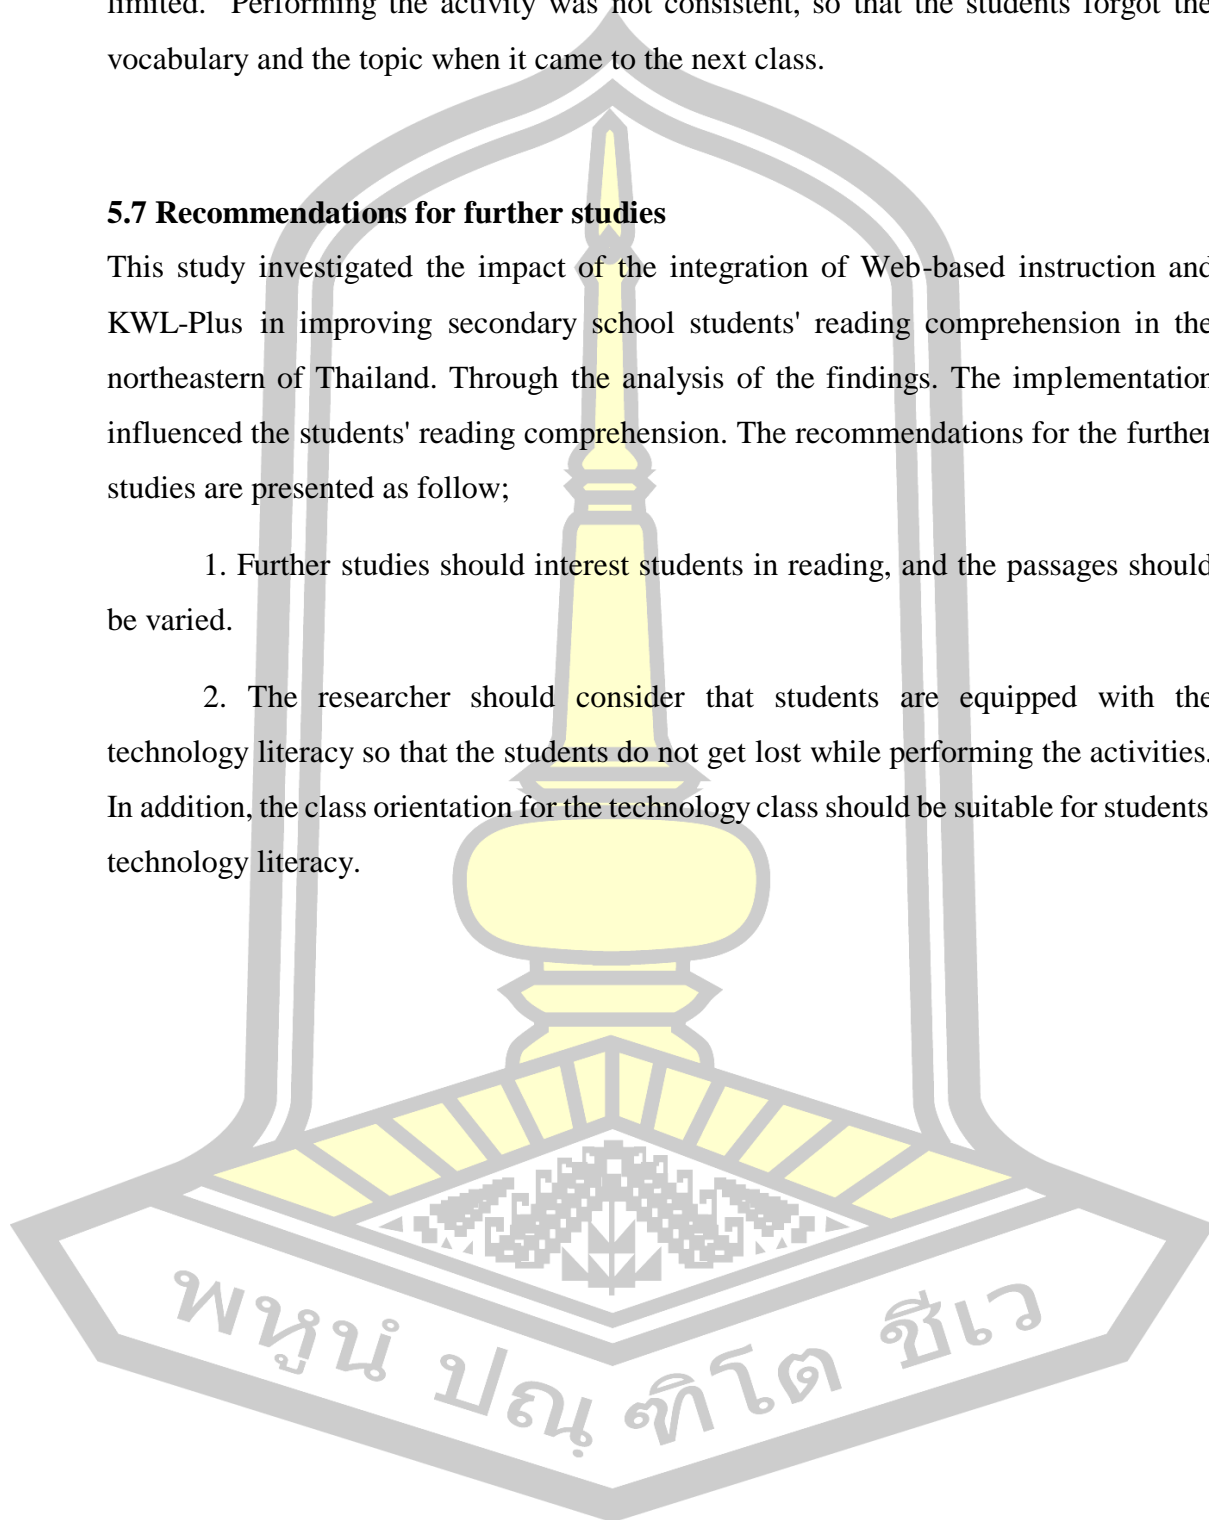 limited. Performing the activity was not consistent, so that the students forgot the
vocabulary and the topic when it came to the next class.
5.7 Recommendations for further studies
This study investigated the impact of the integration of Web-based instruction and
KWL-Plus in improving secondary school students' reading comprehension in the
northeastern of Thailand. Through the analysis of the findings. The implementation
influenced the students' reading comprehension. The recommendations for the further
studies are presented as follow;
1. Further studies should interest students in reading, and the passages should
be varied.
2. The researcher should consider that students are equipped with the
technology literacy so that the students do not get lost while performing the activities.
In addition, the class orientation for the technology class should be suitable for students
technology literacy.
พหูนํ ปณฺฑิโต ชีเว